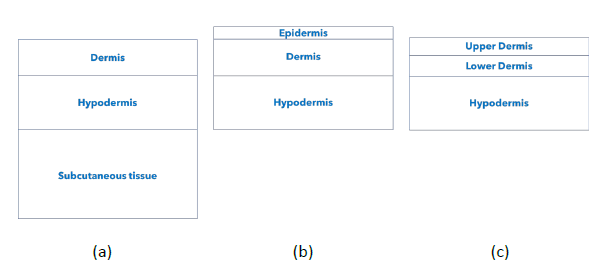 Dermis
Hypodermis
Subcutaneous tissue
(a)
Epidermis
Dermis
Hypodermis
(b)
Upper Dermis
Lower Dermis
Hypodermis
(c)